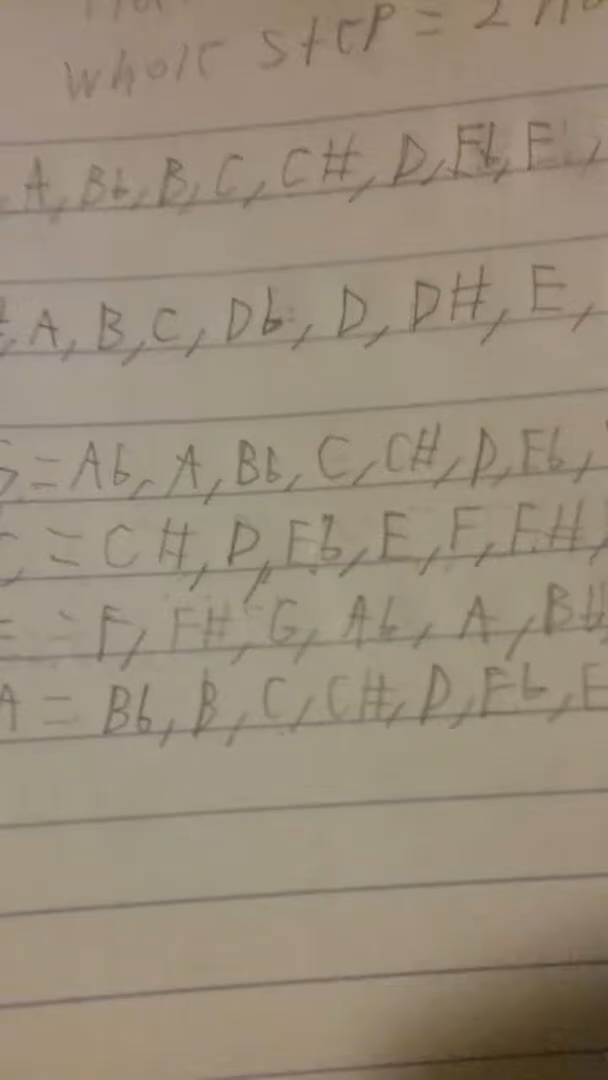 whole step = 2
A, Bb, B, C, C#, D, Eb, E,
A, B, C, Db, D, D#, E,
= Ab, A, Bb, C, C#, D, Eb,
= C#, D, Eb, E, F, F#,
= F, F#, G, Ab, A, B#
A = Bb, B, C, C#, D, Eb, E